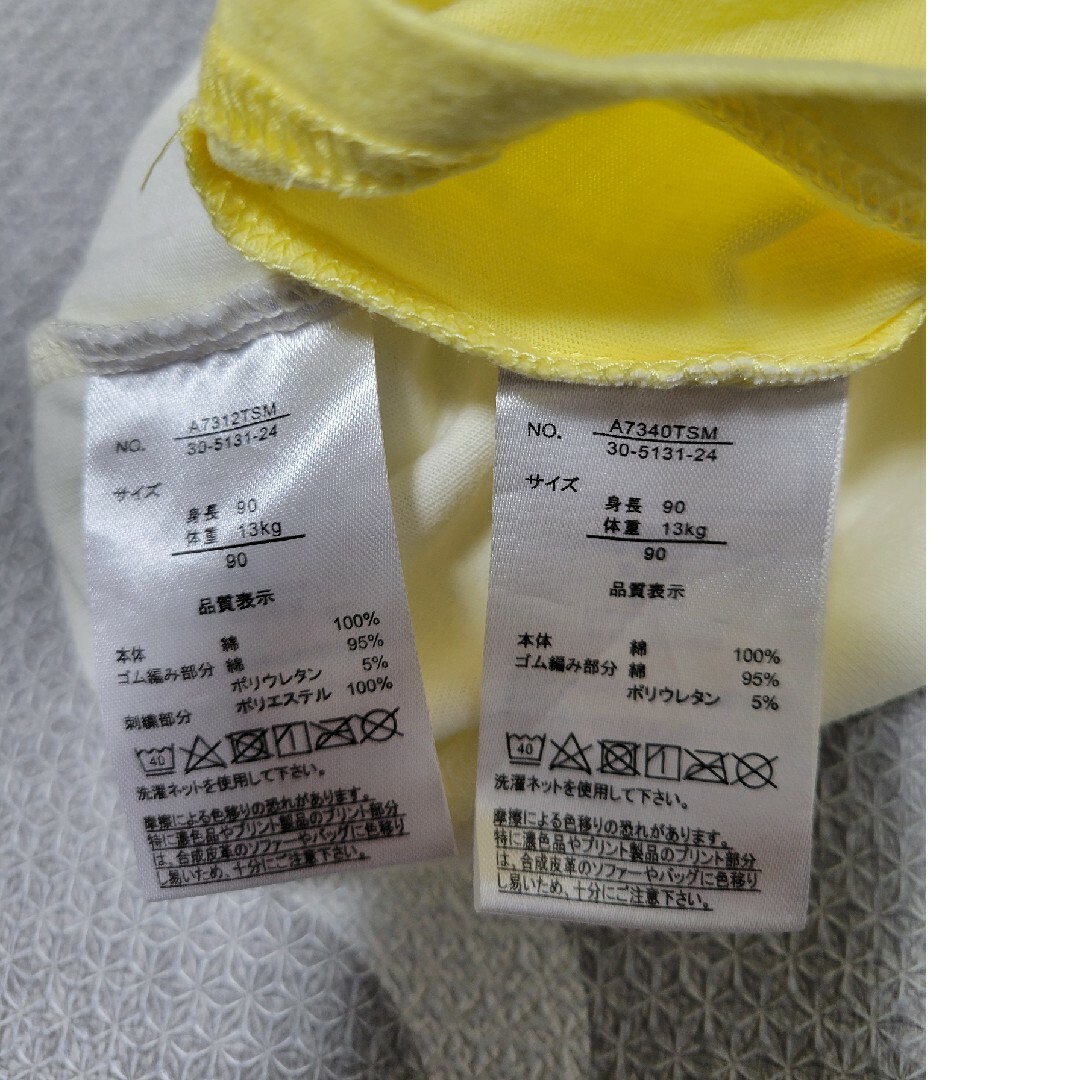 NO. A7312TSM
30-5131-24
サイズ
身長 90
体重 13kg
90
品質表示
本体 綿 100%
ゴム編み部分 綿 95%
ポリウレタン 5%
刺繍部分 ポリエステル 100%
40
洗濯ネットを使用して下さい。
摩擦による色移りの恐れがあります。
特に濃色品やプリント製品のプリント部分
は、合成皮革のソファーやバッグに色移り
し易いため、十分にご注意下さい。
NO. A7340TSM
30-5131-24
サイズ
身長 90
体重 13kg
90
品質表示
本体 綿 100%
ゴム編み部分 綿 95%
ポリウレタン 5%
40
洗濯ネットを使用して下さい。
摩擦による色移りの恐れがあります。
特に濃色品やプリント製品のプリント部分
は、合成皮革のソファーやバッグに色移り
し易いため、十分にご注意下さい。